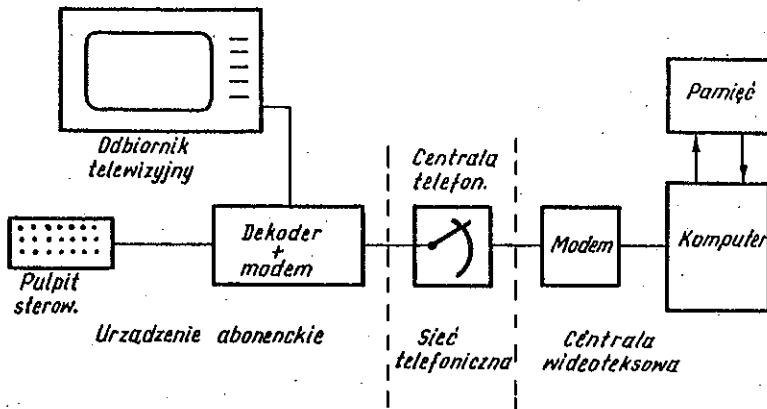 Odbiornik
telewizyjny
Pulpit
sterow.
Dekoder
+
modem
Urządzenie abonenckie
Centrala
telefon.
Sieć
telefoniczna
Modem
Centrala
wideoteksowa
Pamięć
Komputer